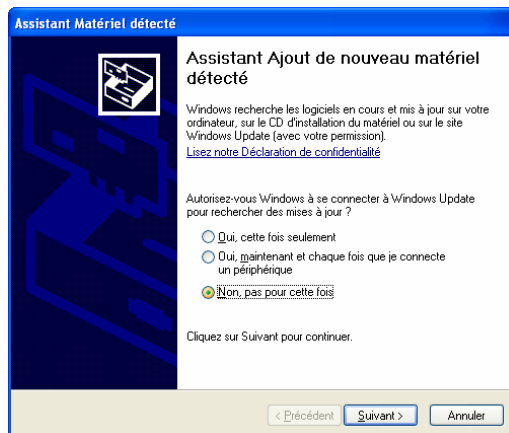 Assistant Matériel détecté
Assistant Ajout de nouveau matériel
détecté
Windows recherche les logiciels en cours et mis à jour sur votre
ordinateur, sur le CD d'installation du matériel ou sur le site
Windows Update (avec votre permission).
Lisez notre Déclaration de confidentialité
Autorisez-vous Windows à se connecter à Windows Update
pour rechercher des mises à jour ?
Oui, cette fois seulement
Oui, maintenant et chaque fois que je connecte
un périphérique
Non, pas pour cette fois
Cliquez sur Suivant pour continuer.
< Précédent Suivant > Annuler